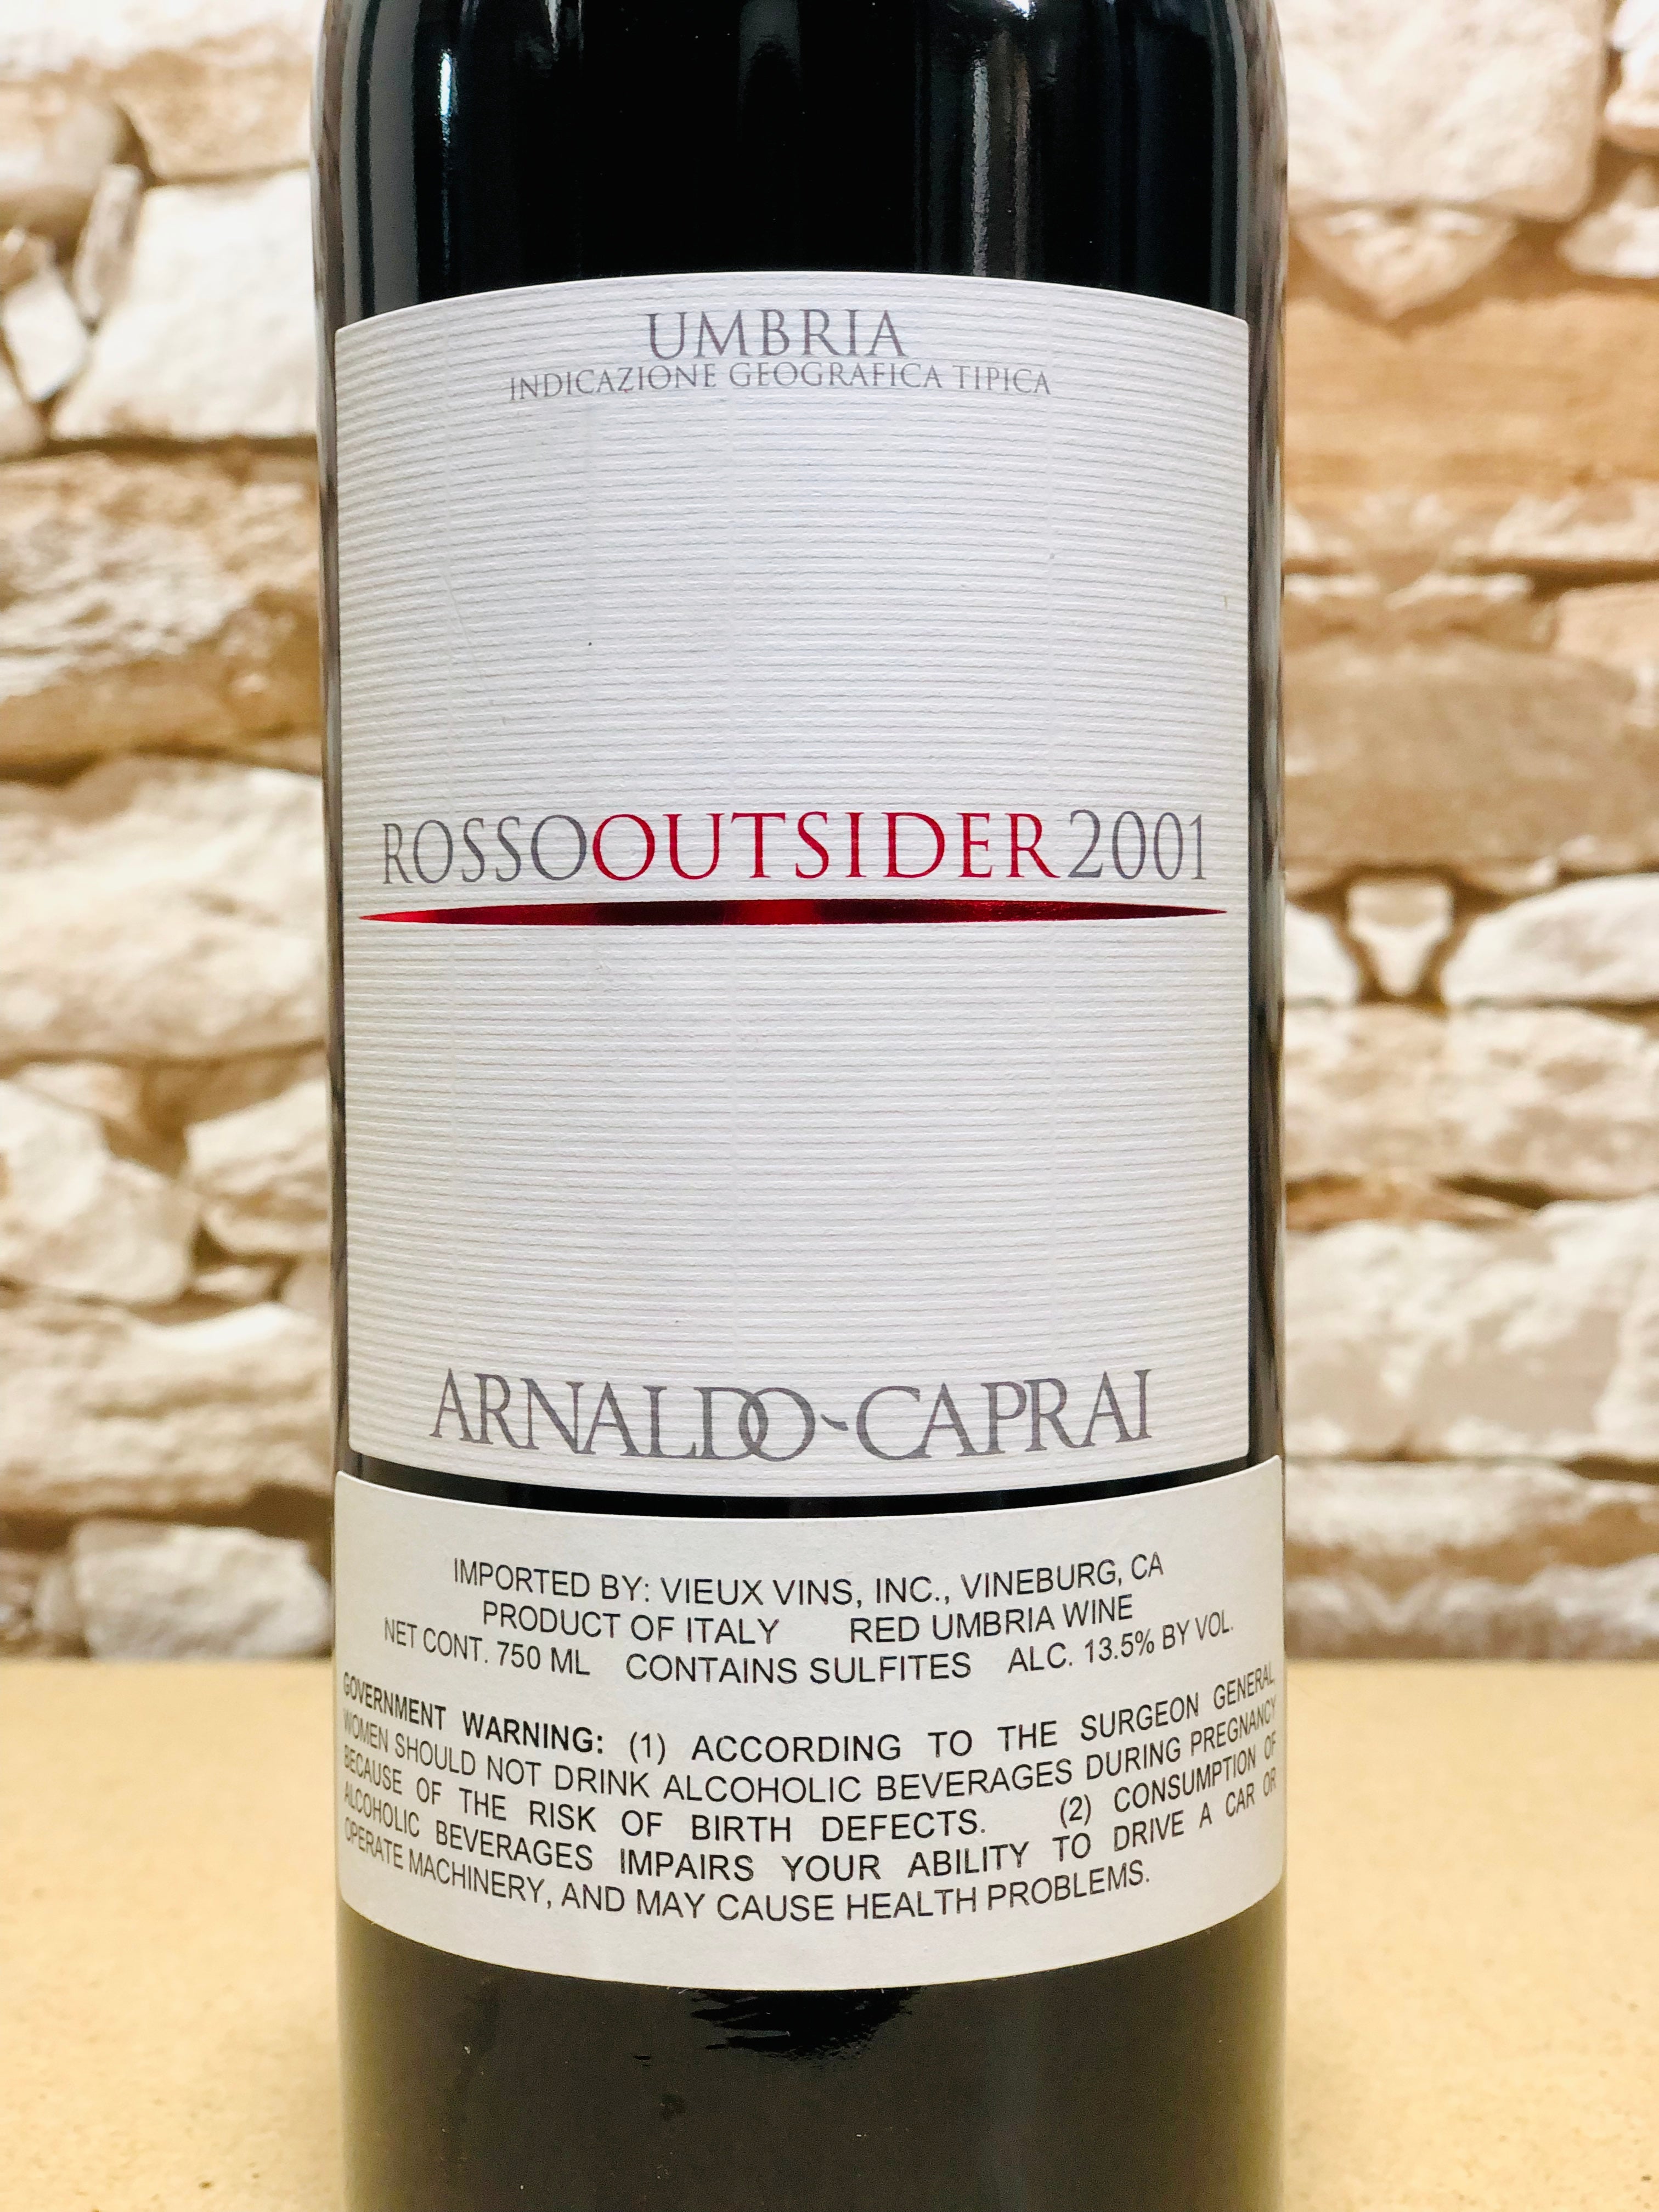 UMBRIA
INDICAZIONE GEOGRAFICA TIPICA
ROSSOOUTSIDER2001
ARNALDO-CAPRAI
IMPORTED BY: VIEUX VINS, INC., VINEBURG, CA
PRODUCT OF ITALY RED UMBRIA WINE
NET CONT. 750 ML CONTAINS SULFITES ALC. 13.5% BY VOL.
GOVERNMENT WARNING: (1) ACCORDING TO THE SURGEON GENERAL,
WOMEN SHOULD NOT DRINK ALCOHOLIC BEVERAGES DURING PREGNANCY
BECAUSE OF THE RISK OF BIRTH DEFECTS. (2) CONSUMPTION OF
ALCOHOLIC BEVERAGES IMPAIRS YOUR ABILITY TO DRIVE A CAR OR
OPERATE MACHINERY, AND MAY CAUSE HEALTH PROBLEMS.